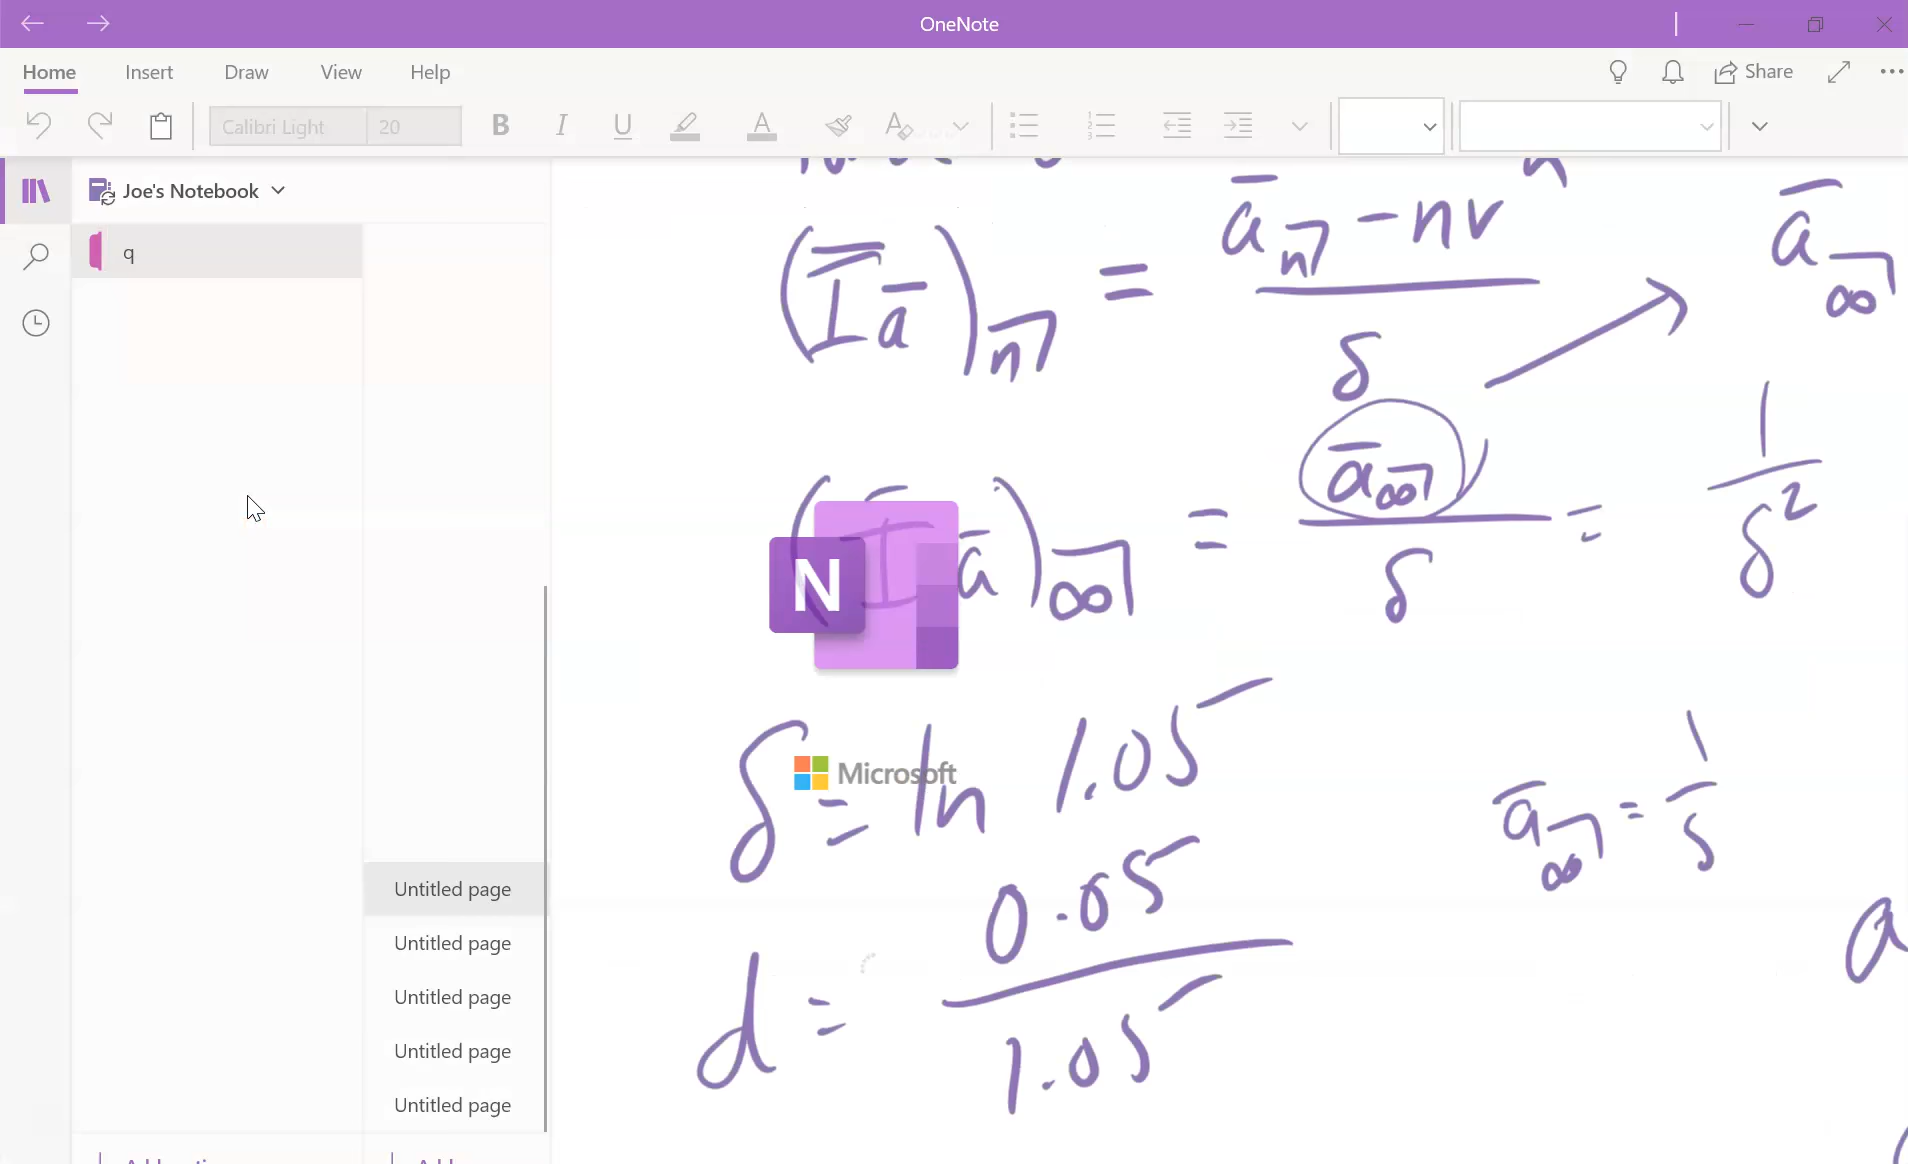 OneNote
Home Insert Draw View Help Share
Calibri Light 20 B I U A A
Joe's Notebook
q
(Īā)n̅| = (ān̅| − nv) / δ
ā∞̅|
(Īā)∞̅| = ā∞̅| / δ = 1 / δ²
N
Microsoft
δ = ln 1.05
ā∞̅| = 1 / δ
d = 0.05 / 1.05
a
Untitled page
Untitled page
Untitled page
Untitled page
Untitled page